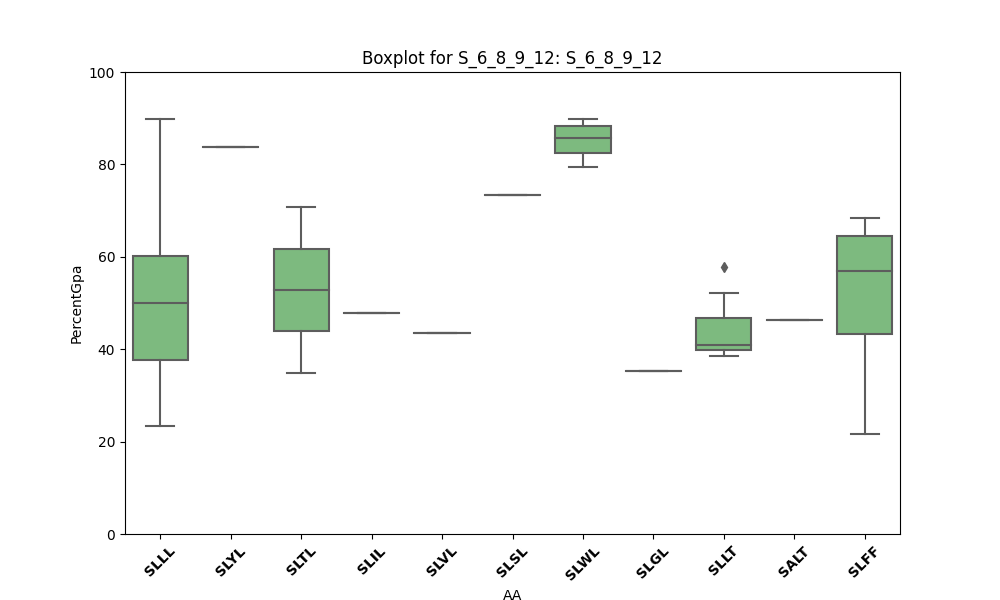 Boxplot for S_6_8_9_12: S_6_8_9_12
100
80
60
40
20
0
PercentGpa
SLLL SLYL SLTL SLIL SLVL SLSL SLWL SLGL SLLT SALT SLFF
AA